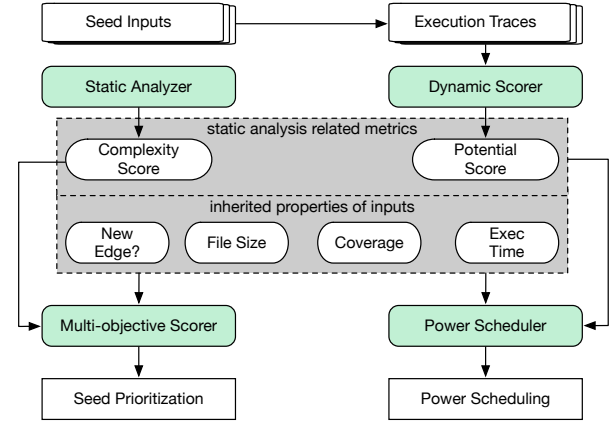 Seed Inputs
Execution Traces
Static Analyzer
Dynamic Scorer
static analysis related metrics
Complexity
Score
Potential
Score
inherited properties of inputs
New
Edge?
File Size
Coverage
Exec
Time
Multi-objective Scorer
Power Scheduler
Seed Prioritization
Power Scheduling